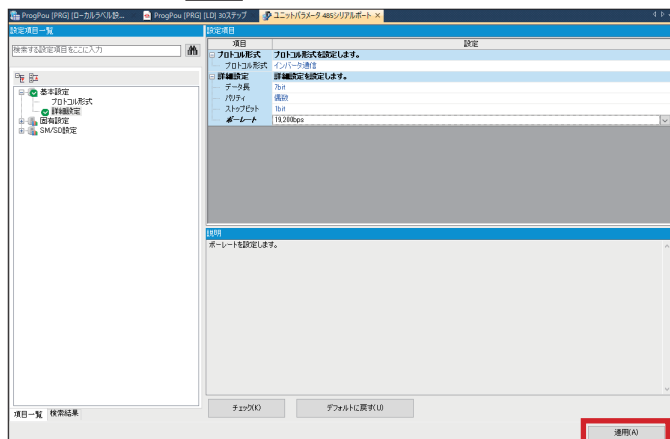 ProgPou [PRG] [ローカルラベル設...
ProgPou [PRG] [LD] 30ステップ
ユニットパラメータ 485シリアルポート
設定項目一覧
検索する設定項目をここに入力
基本設定
プロトコル形式
詳細設定
固有設定
SM/SD設定
項目一覧
検索結果
設定項目
項目 設定
プロトコル形式 プロトコル形式を設定します。
プロトコル形式 インバータ通信
詳細設定 詳細設定を設定します。
データ長 7bit
パリティ 偶数
ストップビット 1bit
ボーレート 19,200bps
説明
ボーレートを設定します。
チェック(K)
デフォルトに戻す(U)
適用(A)